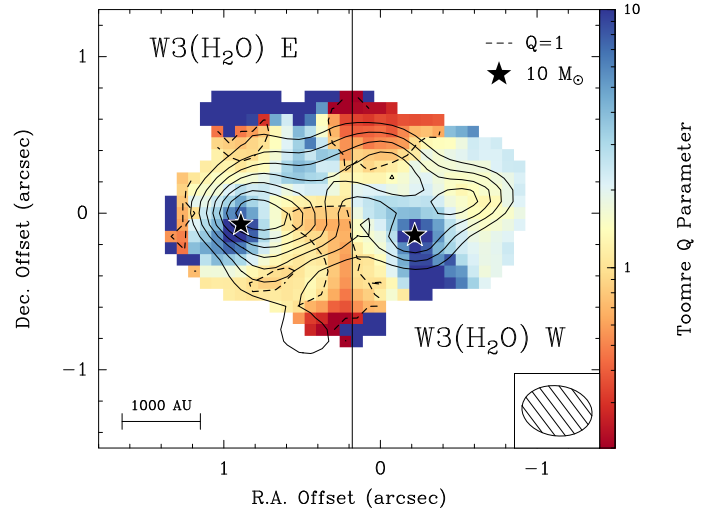 W3(H₂O) E
Q=1
10 M☉
W3(H₂O) W
1000 AU
1
0
−1
Dec. Offset (arcsec)
1
0
−1
R.A. Offset (arcsec)
10
1
Toomre Q Parameter